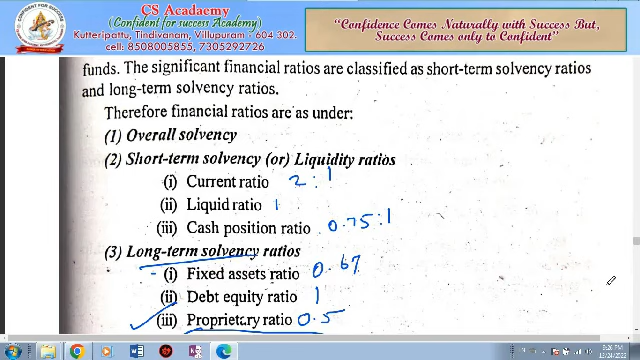 CS Acadaemy
(Confident for success Academy)
Kutteripattu, Tindivanam, Villupuram - 604 302.
cell: 8508005855, 7305292726
"Confidence Comes Naturally with Success But,
Success Comes only to Confident"
funds. The significant financial ratios are classified as short-term solvency ratios
and long-term solvency ratios.
Therefore financial ratios are as under:
(1) Overall solvency
(2) Short-term solvency (or) Liquidity ratios
(i) Current ratio 2 : 1
(ii) Liquid ratio 1
(iii) Cash position ratio 0.75:1
(3) Long-term solvency ratios
(i) Fixed assets ratio 0.67
(ii) Debt equity ratio 1
(iii) Proprietary ratio 0.5
9:26 PM